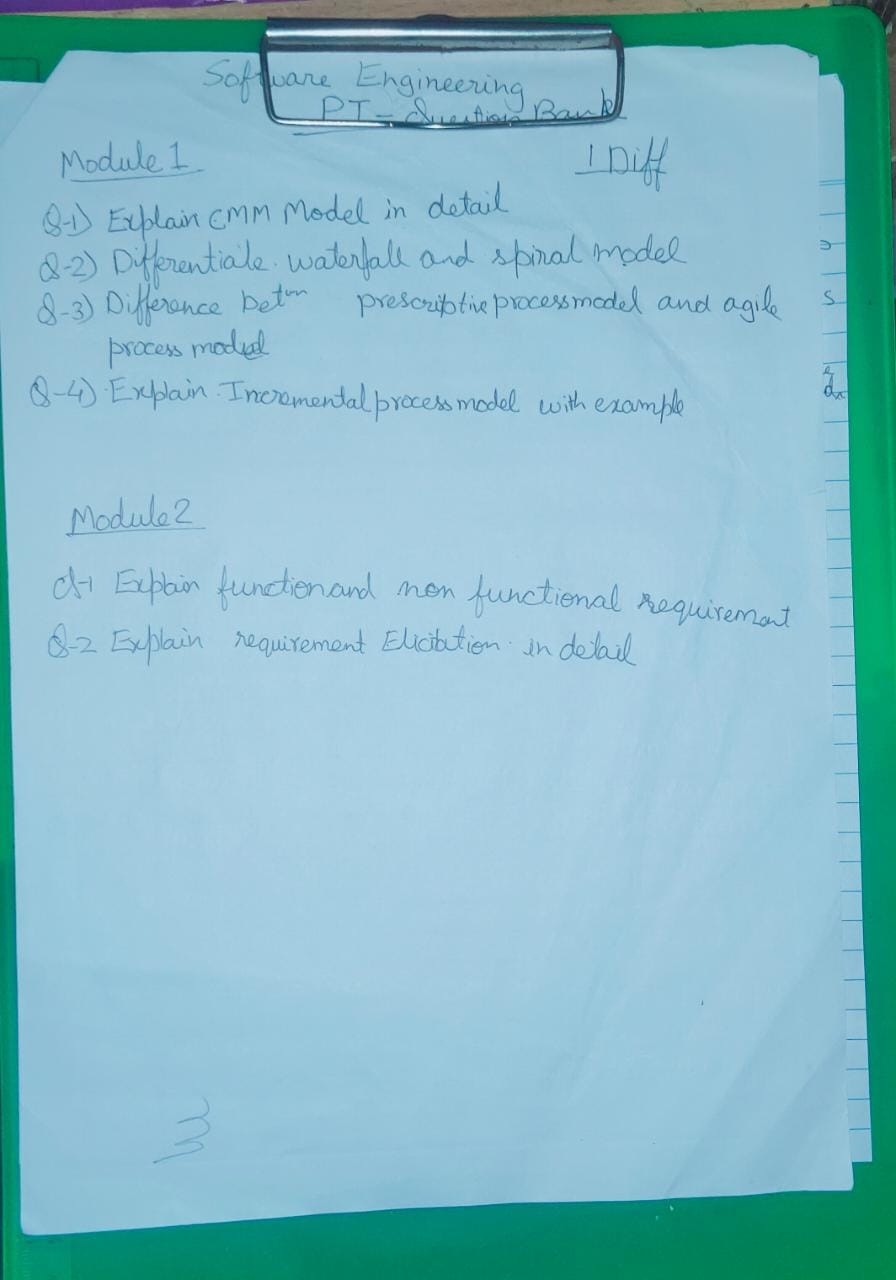 Software Engineering
PT - Question Bank
Module 1
1 Diff
Q-1) Explain CMM Model in detail
Q-2) Differentiate waterfall and spiral model
Q-3) Difference betⁿ prescriptive process model and agile
process model
Q-4) Explain Incremental process model with example
Module 2
Q-1 Explain function and non functional requirement
Q-2 Explain requirement Elicitation in detail